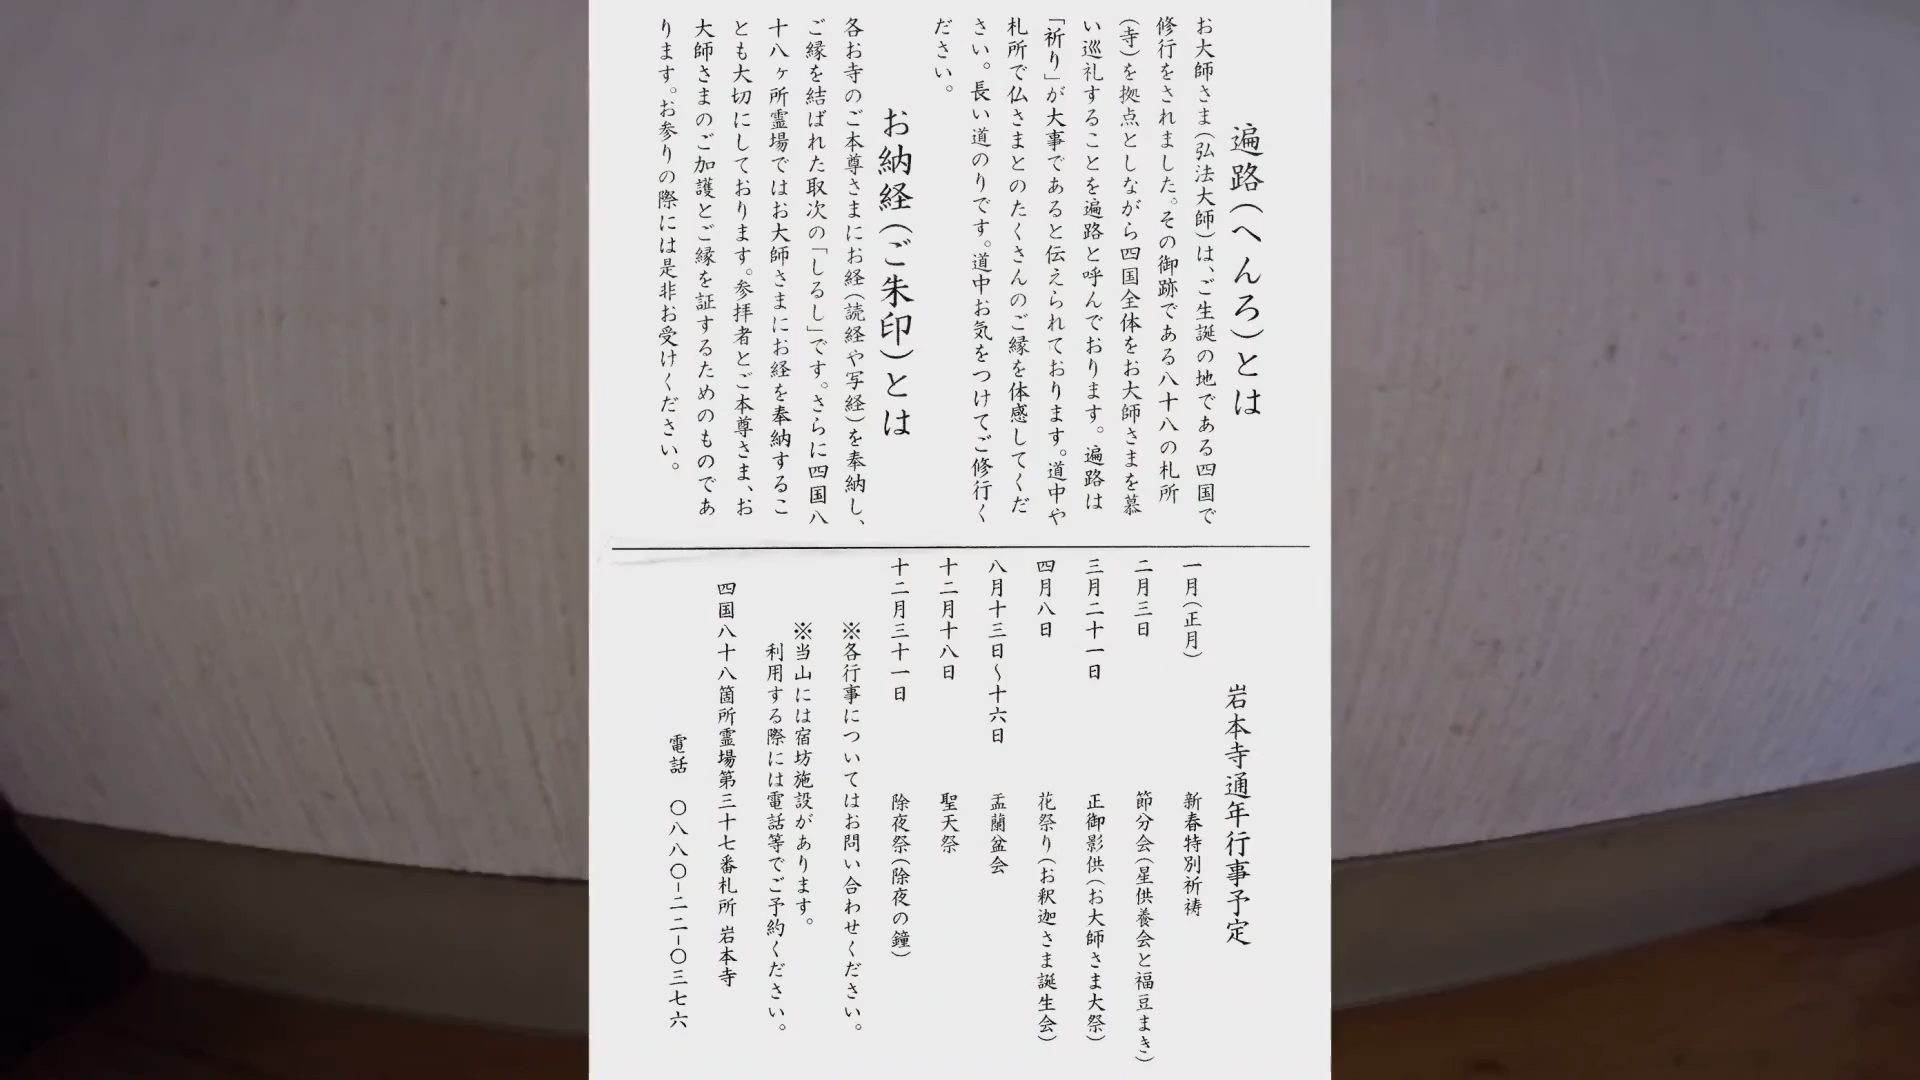 遍路(へんろ)とは
お大師さま(弘法大師)は、ご生誕の地である四国で
修行をされました。その御跡である八十八の札所
(寺)を拠点としながら四国全体をお大師さまを慕
い巡礼することを遍路と呼んでおります。遍路は
「祈り」が大事であると伝えられております。道中や
札所で仏さまとのたくさんのご縁を体感してくだ
さい。長い道のりです。道中お気をつけてご修行く
ださい。
お納経(ご朱印)とは
各お寺のご本尊さまにお経(読経や写経)を奉納し、
ご縁を結ばれた取次の「しるし」です。さらに四国八
十八ヶ所霊場ではお大師さまにお経を奉納するこ
とも大切にしております。参拝者とご本尊さま、お
大師さまのご加護とご縁を証するためのものであ
ります。お参りの際には是非お受けください。
岩本寺通年行事予定
一月(正月) 新春特別祈祷
二月三日 節分会(星供養会と福豆まき)
三月二十一日 正御影供(お大師さま大祭)
四月八日 花祭り(お釈迦さま誕生会)
八月十三日〜十六日 盂蘭盆会
十二月十八日 聖天祭
十二月三十一日 除夜祭(除夜の鐘)
※各行事についてはお問い合わせください。
※当山には宿坊施設があります。
利用する際には電話等でご予約ください。
四国八十八箇所霊場第三十七番札所 岩本寺
電話 〇八八〇-二二-〇三七六